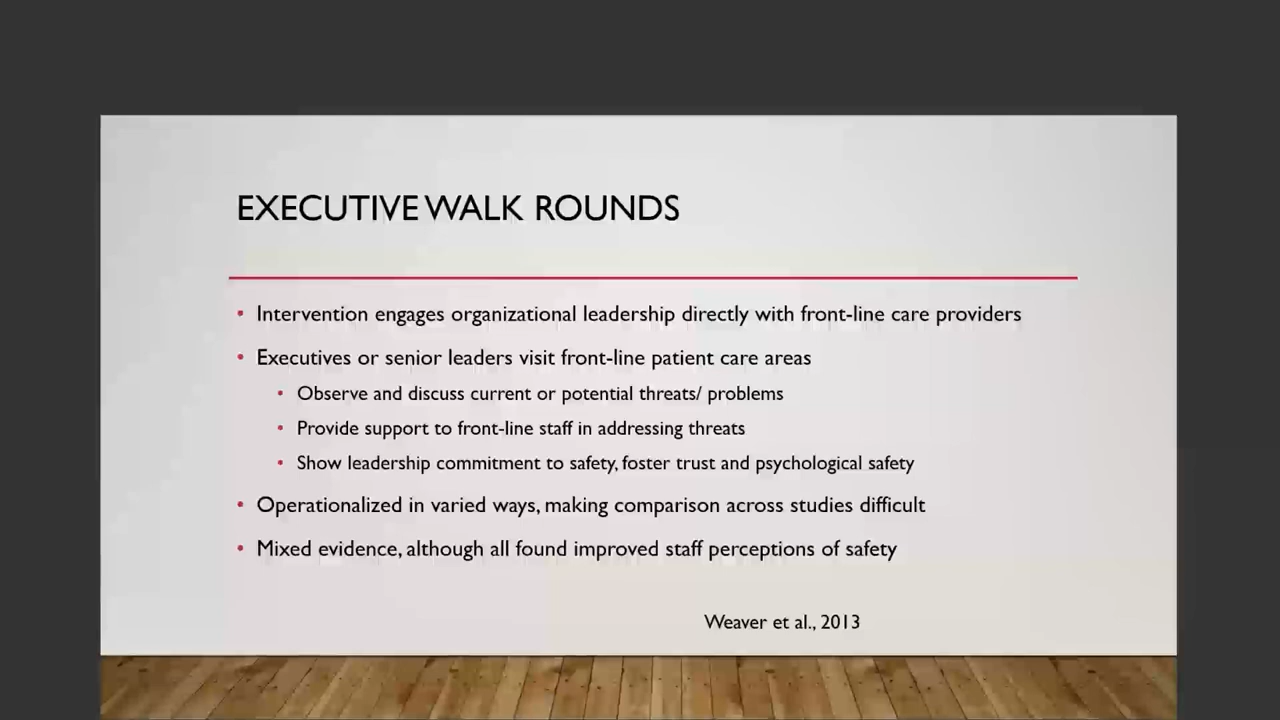 EXECUTIVE WALK ROUNDS
• Intervention engages organizational leadership directly with front-line care providers
• Executives or senior leaders visit front-line patient care areas
• Observe and discuss current or potential threats/ problems
• Provide support to front-line staff in addressing threats
• Show leadership commitment to safety, foster trust and psychological safety
• Operationalized in varied ways, making comparison across studies difficult
• Mixed evidence, although all found improved staff perceptions of safety
Weaver et al., 2013